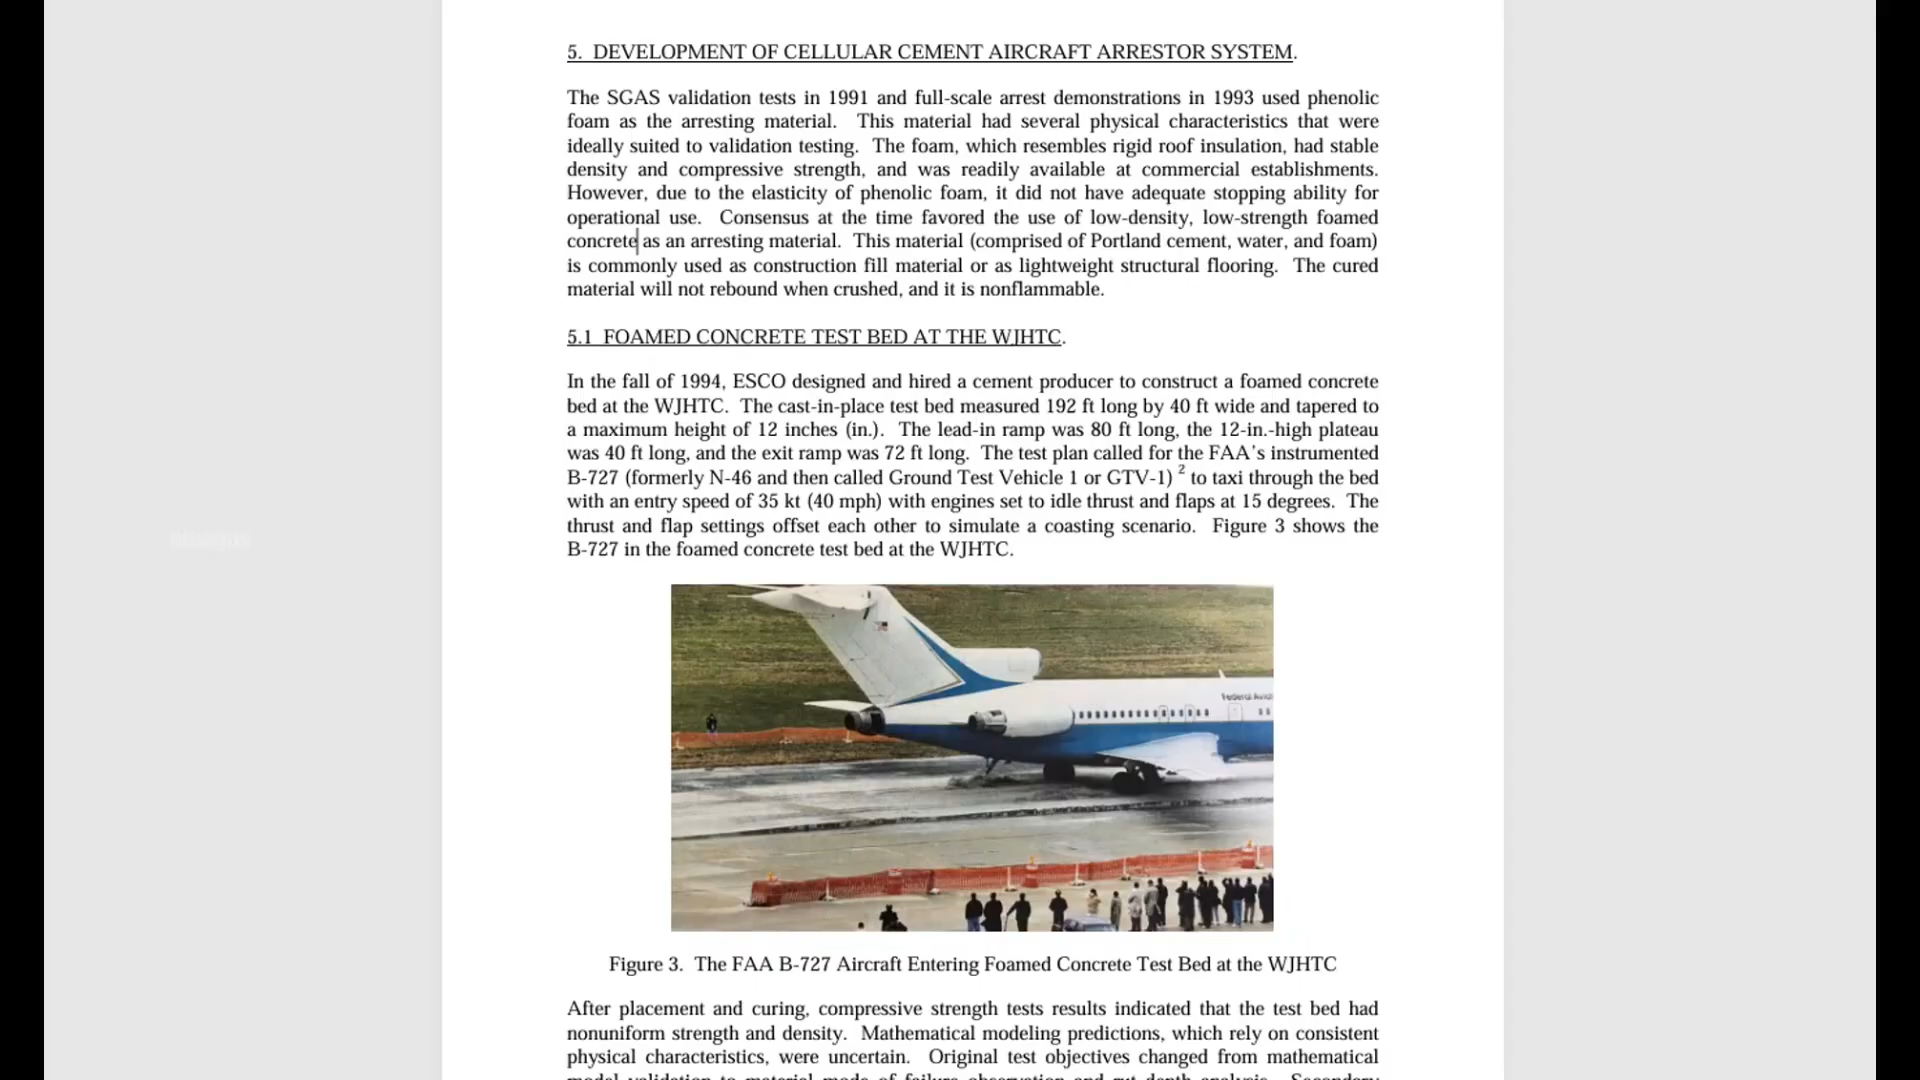 5. DEVELOPMENT OF CELLULAR CEMENT AIRCRAFT ARRESTOR SYSTEM.
The SGAS validation tests in 1991 and full-scale arrest demonstrations in 1993 used phenolic
foam as the arresting material. This material had several physical characteristics that were
ideally suited to validation testing. The foam, which resembles rigid roof insulation, had stable
density and compressive strength, and was readily available at commercial establishments.
However, due to the elasticity of phenolic foam, it did not have adequate stopping ability for
operational use. Consensus at the time favored the use of low-density, low-strength foamed
concrete as an arresting material. This material (comprised of Portland cement, water, and foam)
is commonly used as construction fill material or as lightweight structural flooring. The cured
material will not rebound when crushed, and it is nonflammable.
5.1 FOAMED CONCRETE TEST BED AT THE WJHTC.
In the fall of 1994, ESCO designed and hired a cement producer to construct a foamed concrete
bed at the WJHTC. The cast-in-place test bed measured 192 ft long by 40 ft wide and tapered to
a maximum height of 12 inches (in.). The lead-in ramp was 80 ft long, the 12-in.-high plateau
was 40 ft long, and the exit ramp was 72 ft long. The test plan called for the FAA's instrumented
B-727 (formerly N-46 and then called Ground Test Vehicle 1 or GTV-1) 2 to taxi through the bed
with an entry speed of 35 kt (40 mph) with engines set to idle thrust and flaps at 15 degrees. The
thrust and flap settings offset each other to simulate a coasting scenario. Figure 3 shows the
B-727 in the foamed concrete test bed at the WJHTC.
Federal
Figure 3. The FAA B-727 Aircraft Entering Foamed Concrete Test Bed at the WJHTC
After placement and curing, compressive strength tests results indicated that the test bed had
nonuniform strength and density. Mathematical modeling predictions, which rely on consistent
physical characteristics, were uncertain. Original test objectives changed from mathematical
model validation to material mode of failure observation and rut depth analysis. Secondary